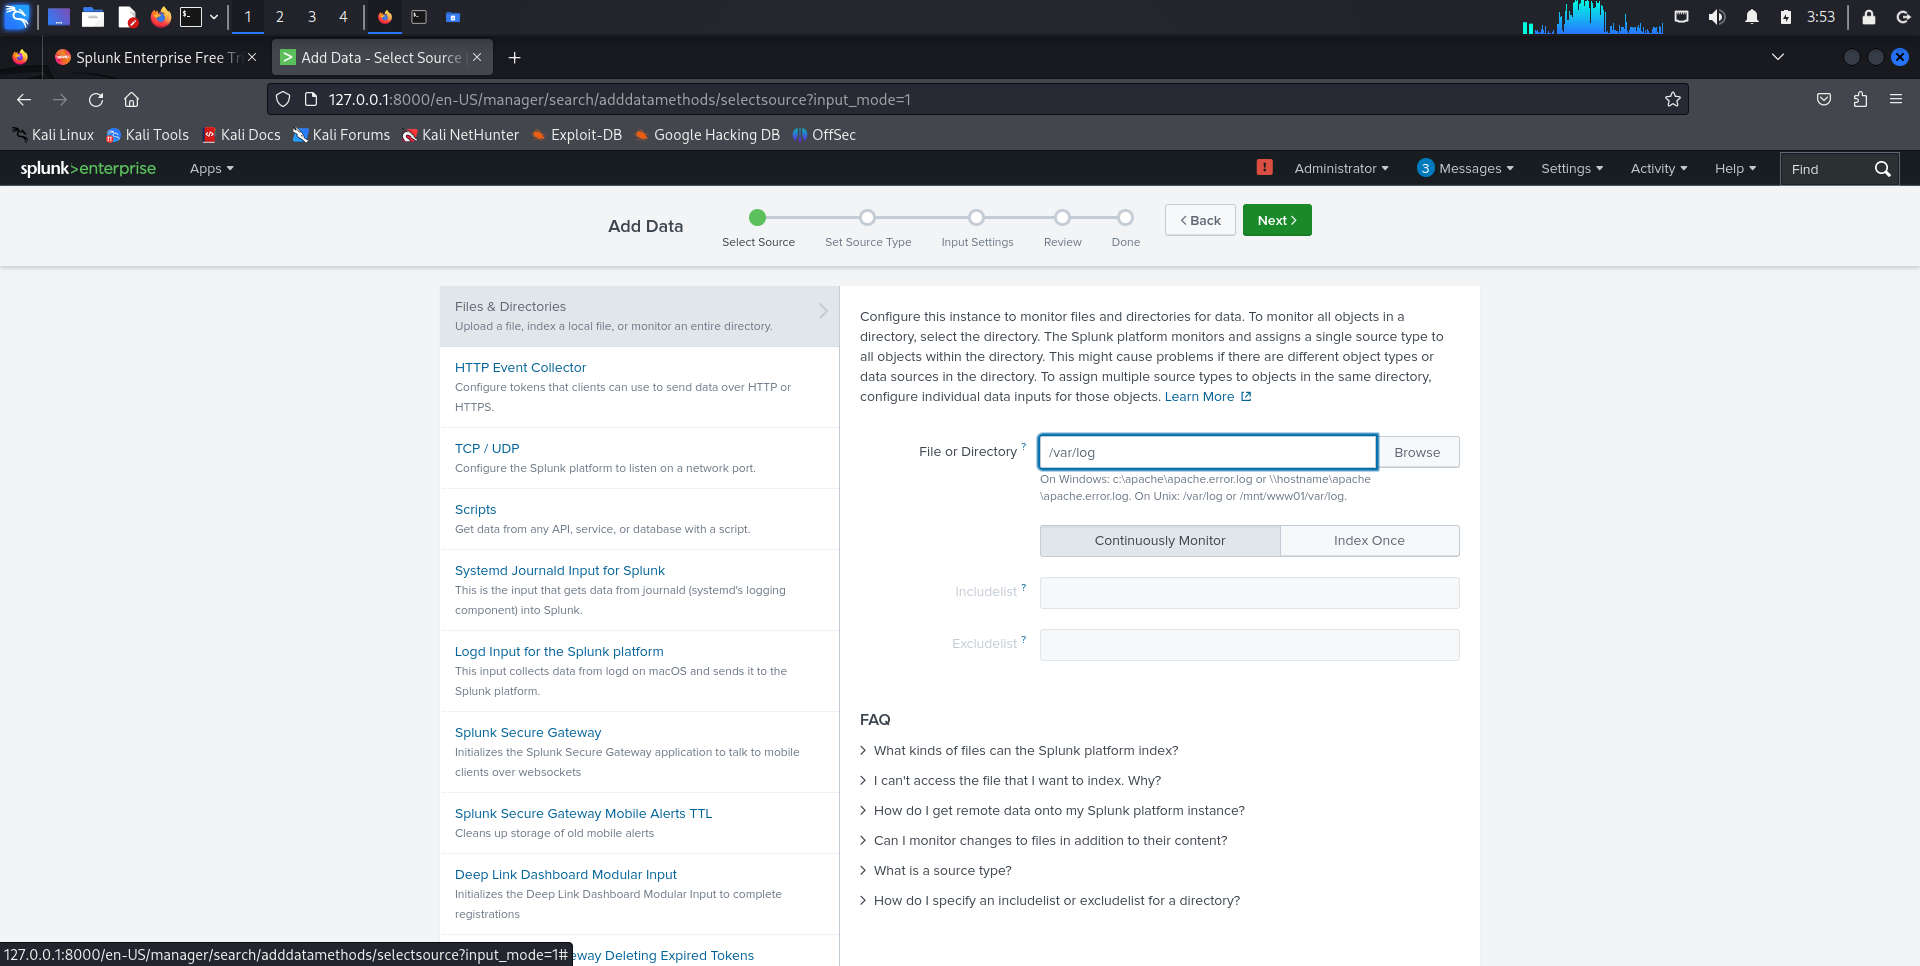 1 2 3 4
3:53
Splunk Enterprise Free Tri
Add Data - Select Source
127.0.0.1:8000/en-US/manager/search/adddatamethods/selectsource?input_mode=1
Kali Linux Kali Tools Kali Docs Kali Forums Kali NetHunter Exploit-DB Google Hacking DB OffSec
splunk>enterprise Apps Administrator 3 Messages Settings Activity Help Find
Add Data
Select Source Set Source Type Input Settings Review Done
< Back Next >
Files & Directories
Upload a file, index a local file, or monitor an entire directory.
HTTP Event Collector
Configure tokens that clients can use to send data over HTTP or
HTTPS.
TCP / UDP
Configure the Splunk platform to listen on a network port.
Scripts
Get data from any API, service, or database with a script.
Systemd Journald Input for Splunk
This is the input that gets data from journald (systemd's logging
component) into Splunk.
Logd Input for the Splunk platform
This input collects data from logd on macOS and sends it to the
Splunk platform.
Splunk Secure Gateway
Initializes the Splunk Secure Gateway application to talk to mobile
clients over websockets
Splunk Secure Gateway Mobile Alerts TTL
Cleans up storage of old mobile alerts
Deep Link Dashboard Modular Input
Initializes the Deep Link Dashboard Modular Input to complete
registrations
eway Deleting Expired Tokens
Configure this instance to monitor files and directories for data. To monitor all objects in a
directory, select the directory. The Splunk platform monitors and assigns a single source type to
all objects within the directory. This might cause problems if there are different object types or
data sources in the directory. To assign multiple source types to objects in the same directory,
configure individual data inputs for those objects. Learn More
File or Directory ? /var/log Browse
On Windows: c:\apache\apache.error.log or \\hostname\apache
\apache.error.log. On Unix: /var/log or /mnt/www01/var/log.
Continuously Monitor Index Once
Includelist ?
Excludelist ?
FAQ
> What kinds of files can the Splunk platform index?
> I can't access the file that I want to index. Why?
> How do I get remote data onto my Splunk platform instance?
> Can I monitor changes to files in addition to their content?
> What is a source type?
> How do I specify an includelist or excludelist for a directory?
127.0.0.1:8000/en-US/manager/search/adddatamethods/selectsource?input_mode=1#